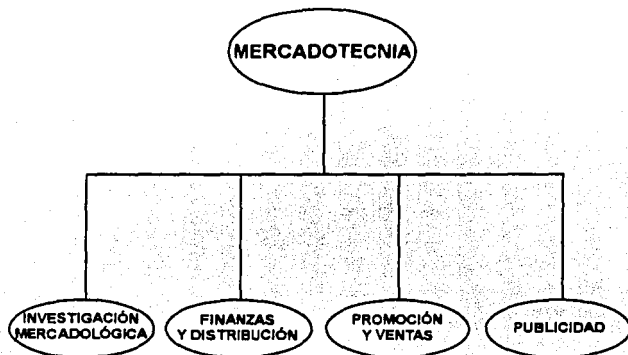 MERCADOTECNIA
INVESTIGACIÓN
MERCADOLÓGICA
FINANZAS
Y DISTRIBUCIÓN
PROMOCIÓN
Y VENTAS
PUBLICIDAD